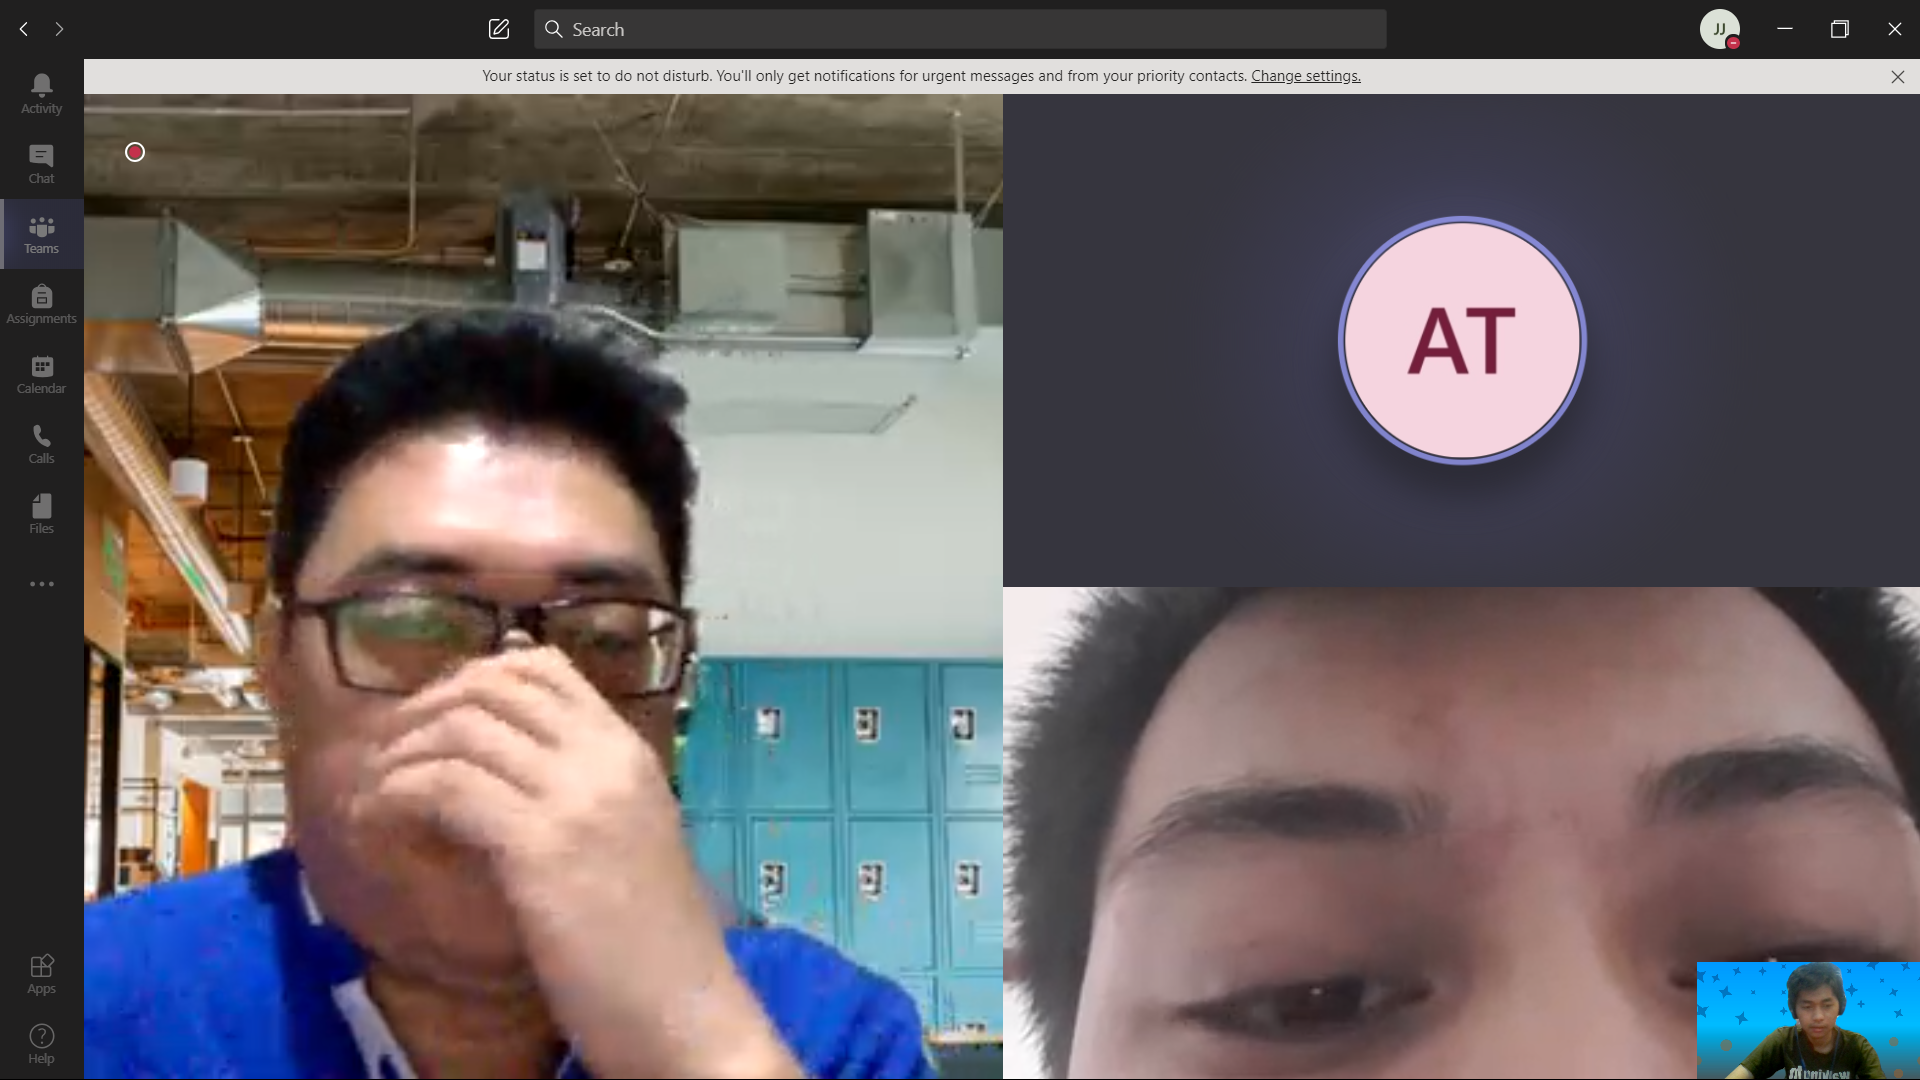 Search
JJ
Your status is set to do not disturb. You'll only get notifications for urgent messages and from your priority contacts. Change settings.
Activity
Chat
Teams
Assignments
Calendar
Calls
Files
Apps
Help
AT